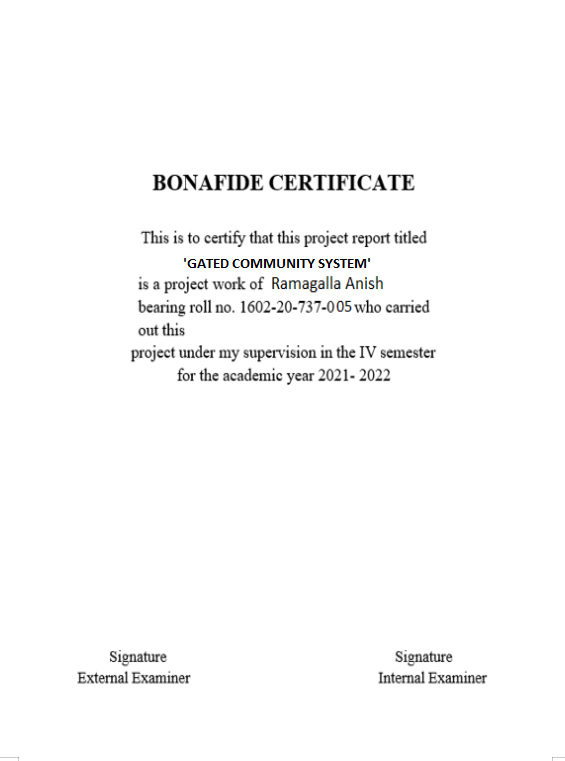 BONAFIDE CERTIFICATE
This is to certify that this project report titled
'GATED COMMUNITY SYSTEM'
is a project work of Ramagalla Anish
bearing roll no. 1602-20-737-005 who carried
out this
project under my supervision in the IV semester
for the academic year 2021- 2022
Signature Signature
External Examiner Internal Examiner